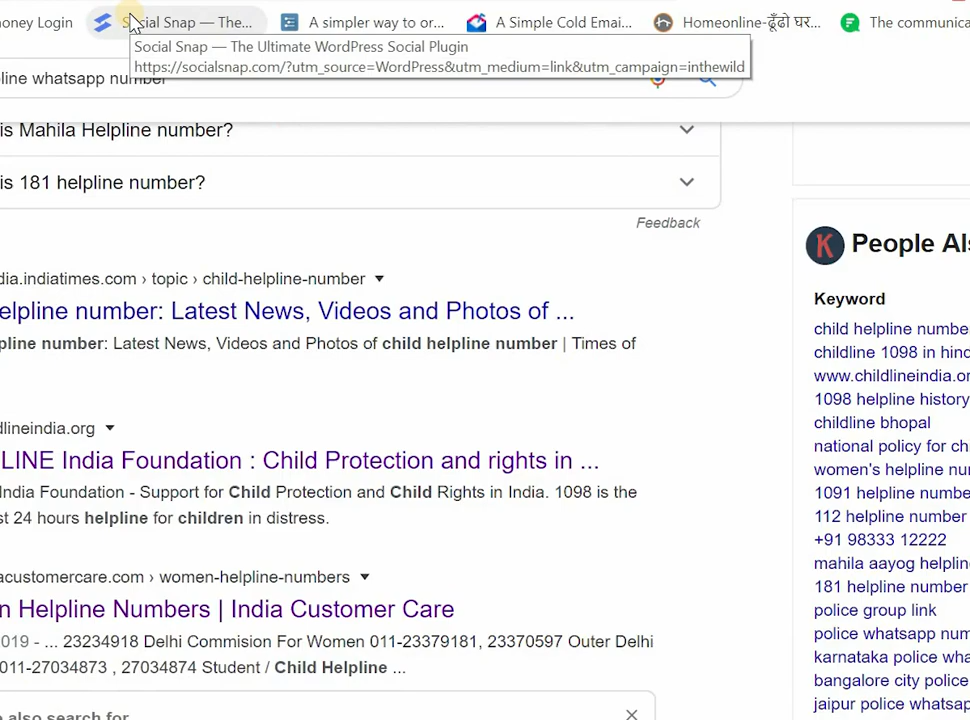 oney Login
Social Snap — The...
A simpler way to or...
A Simple Cold Emai...
Homeonline-ढूँढो घर...
The communica
Social Snap — The Ultimate WordPress Social Plugin
https://socialsnap.com/?utm_source=WordPress&utm_medium=link&utm_campaign=inthewild
pline whatsapp number
is Mahila Helpline number?
is 181 helpline number?
Feedback
dia.indiatimes.com › topic › child-helpline-number
elpline number: Latest News, Videos and Photos of ...
pline number: Latest News, Videos and Photos of child helpline number | Times of
dlineindia.org
LINE India Foundation : Child Protection and rights in ...
India Foundation - Support for Child Protection and Child Rights in India. 1098 is the
st 24 hours helpline for children in distress.
acustomercare.com › women-helpline-numbers
n Helpline Numbers | India Customer Care
019 - ... 23234918 Delhi Commision For Women 011-23379181, 23370597 Outer Delhi
011-27034873 , 27034874 Student / Child Helpline ...
o also search for
K
People Als
Keyword
child helpline numbe
childline 1098 in hind
www.childlineindia.or
1098 helpline history
childline bhopal
national policy for ch
women's helpline nu
1091 helpline numbe
112 helpline number
+91 98333 12222
mahila aayog helplin
181 helpline number
police group link
police whatsapp num
karnataka police wha
bangalore city police
jaipur police whatsap